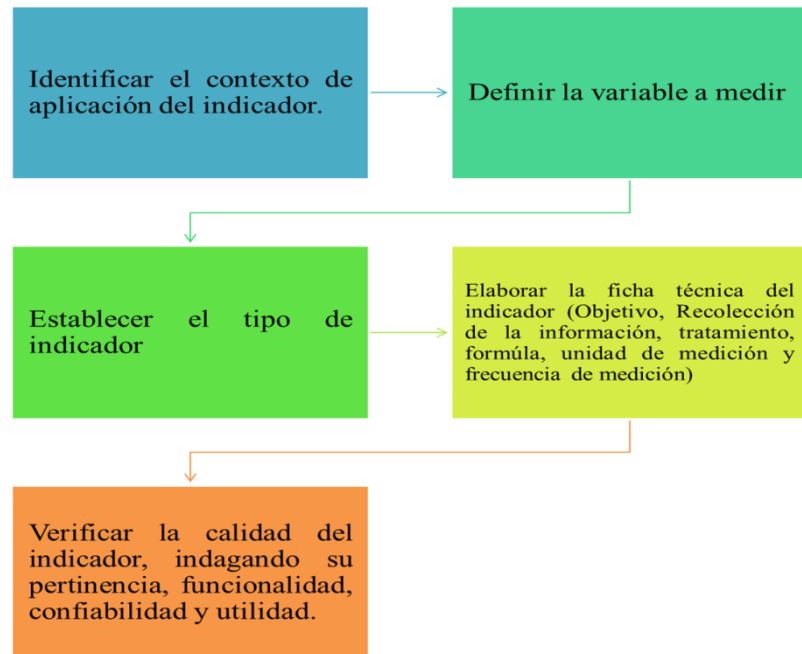 Identificar el contexto de
aplicación del indicador.
Definir la variable a medir
Establecer el tipo de
indicador
Elaborar la ficha técnica del
indicador (Objetivo, Recolección
de la información, tratamiento,
formúla, unidad de medición y
frecuencia de medición)
Verificar la calidad del
indicador, indagando su
pertinencia, funcionalidad,
confiabilidad y utilidad.